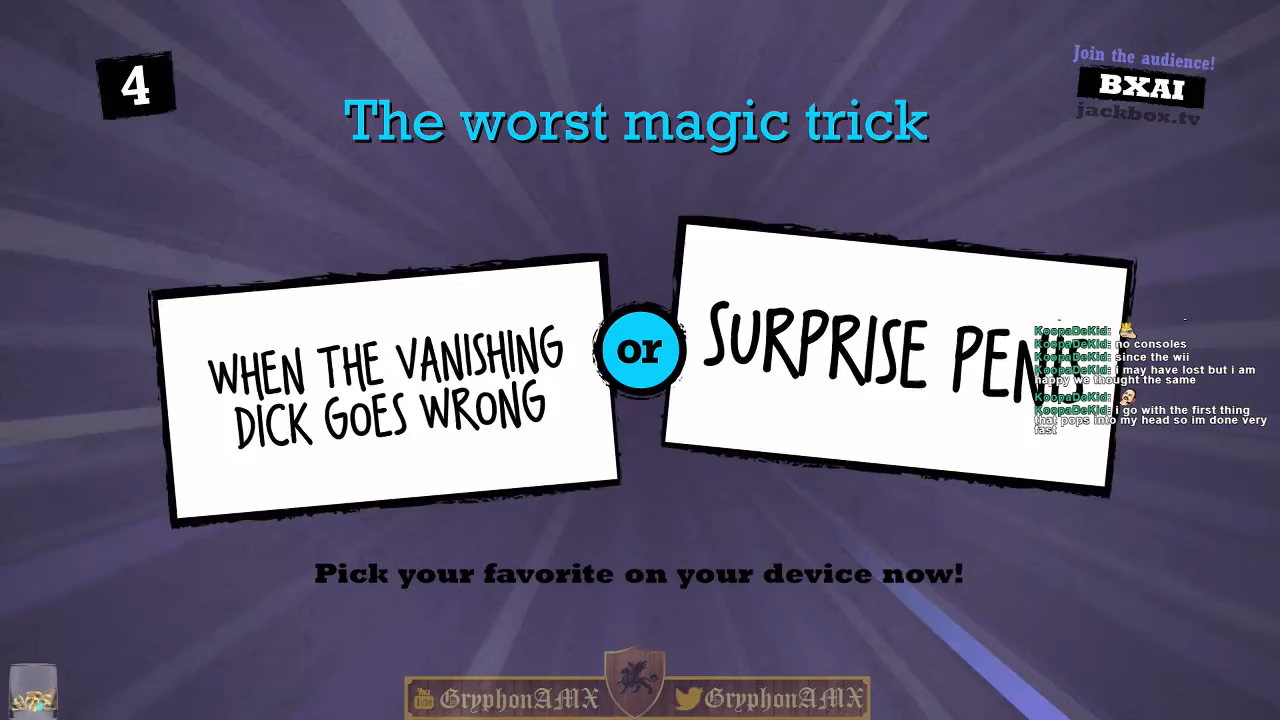 4
Join the audience!
BXAI
jackbox.tv
The worst magic trick
WHEN THE VANISHING
DICK GOES WRONG
or
SURPRISE
KoopaDeKid:
KoopaDeKid: no consoles
KoopaDeKid: since the wii
KoopaDeKid: i may have lost but i am
happy we thought the same
KoopaDeKid:
KoopaDeKid: i go with the first thing
that pops into my head so im done very
fast
Pick your favorite on your device now!
You Tube GryphonAMX
GryphonAMX